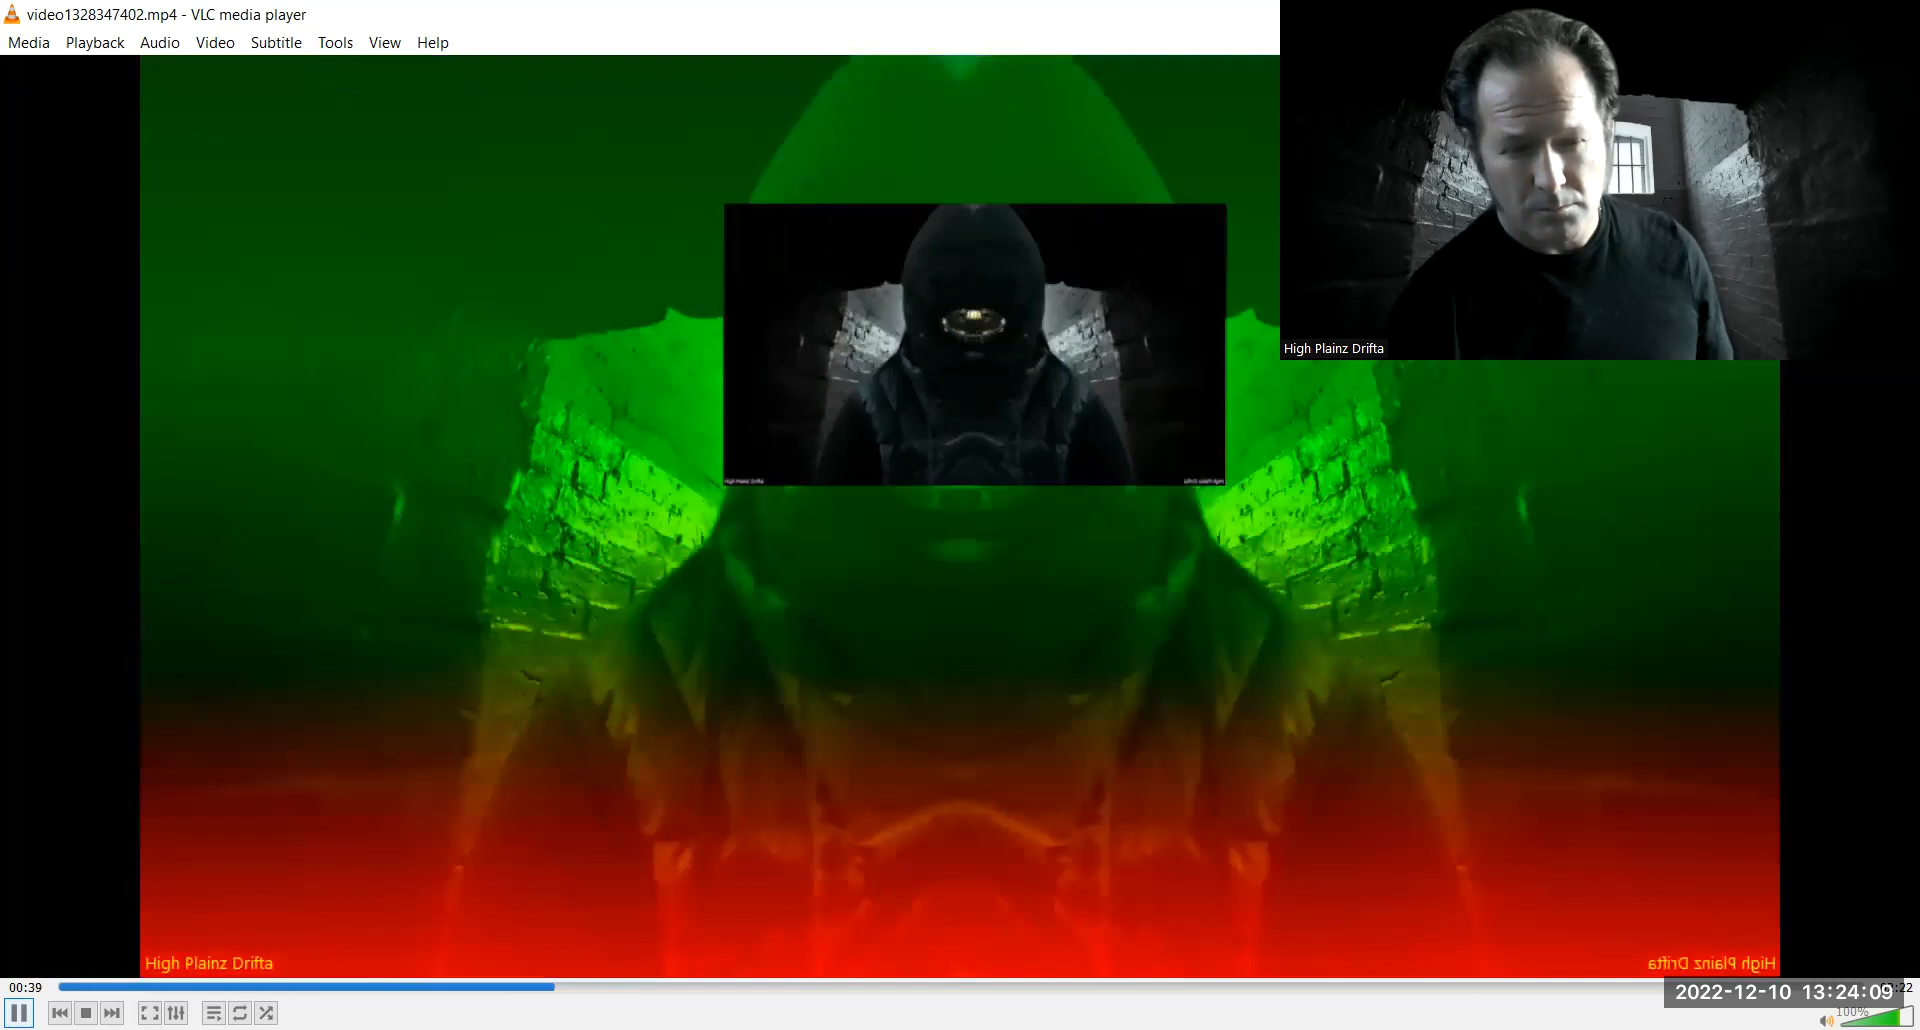 video1328347402.mp4 - VLC media player
Media Playback Audio Video Subtitle Tools View Help
High Plainz Drifta
High Plainz Drifta
High Plainz Drifta
00:39
2022-12-10 13:24:09
100%